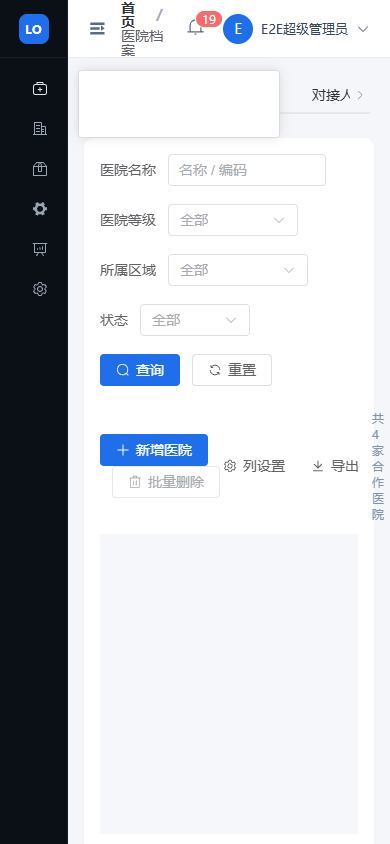 LO
首页 /
医院档案
19
E
E2E超级管理员
对接人
医院名称 名称 / 编码
医院等级 全部
所属区域 全部
状态 全部
查询 重置
新增医院
批量删除
列设置 导出
共4家合作医院